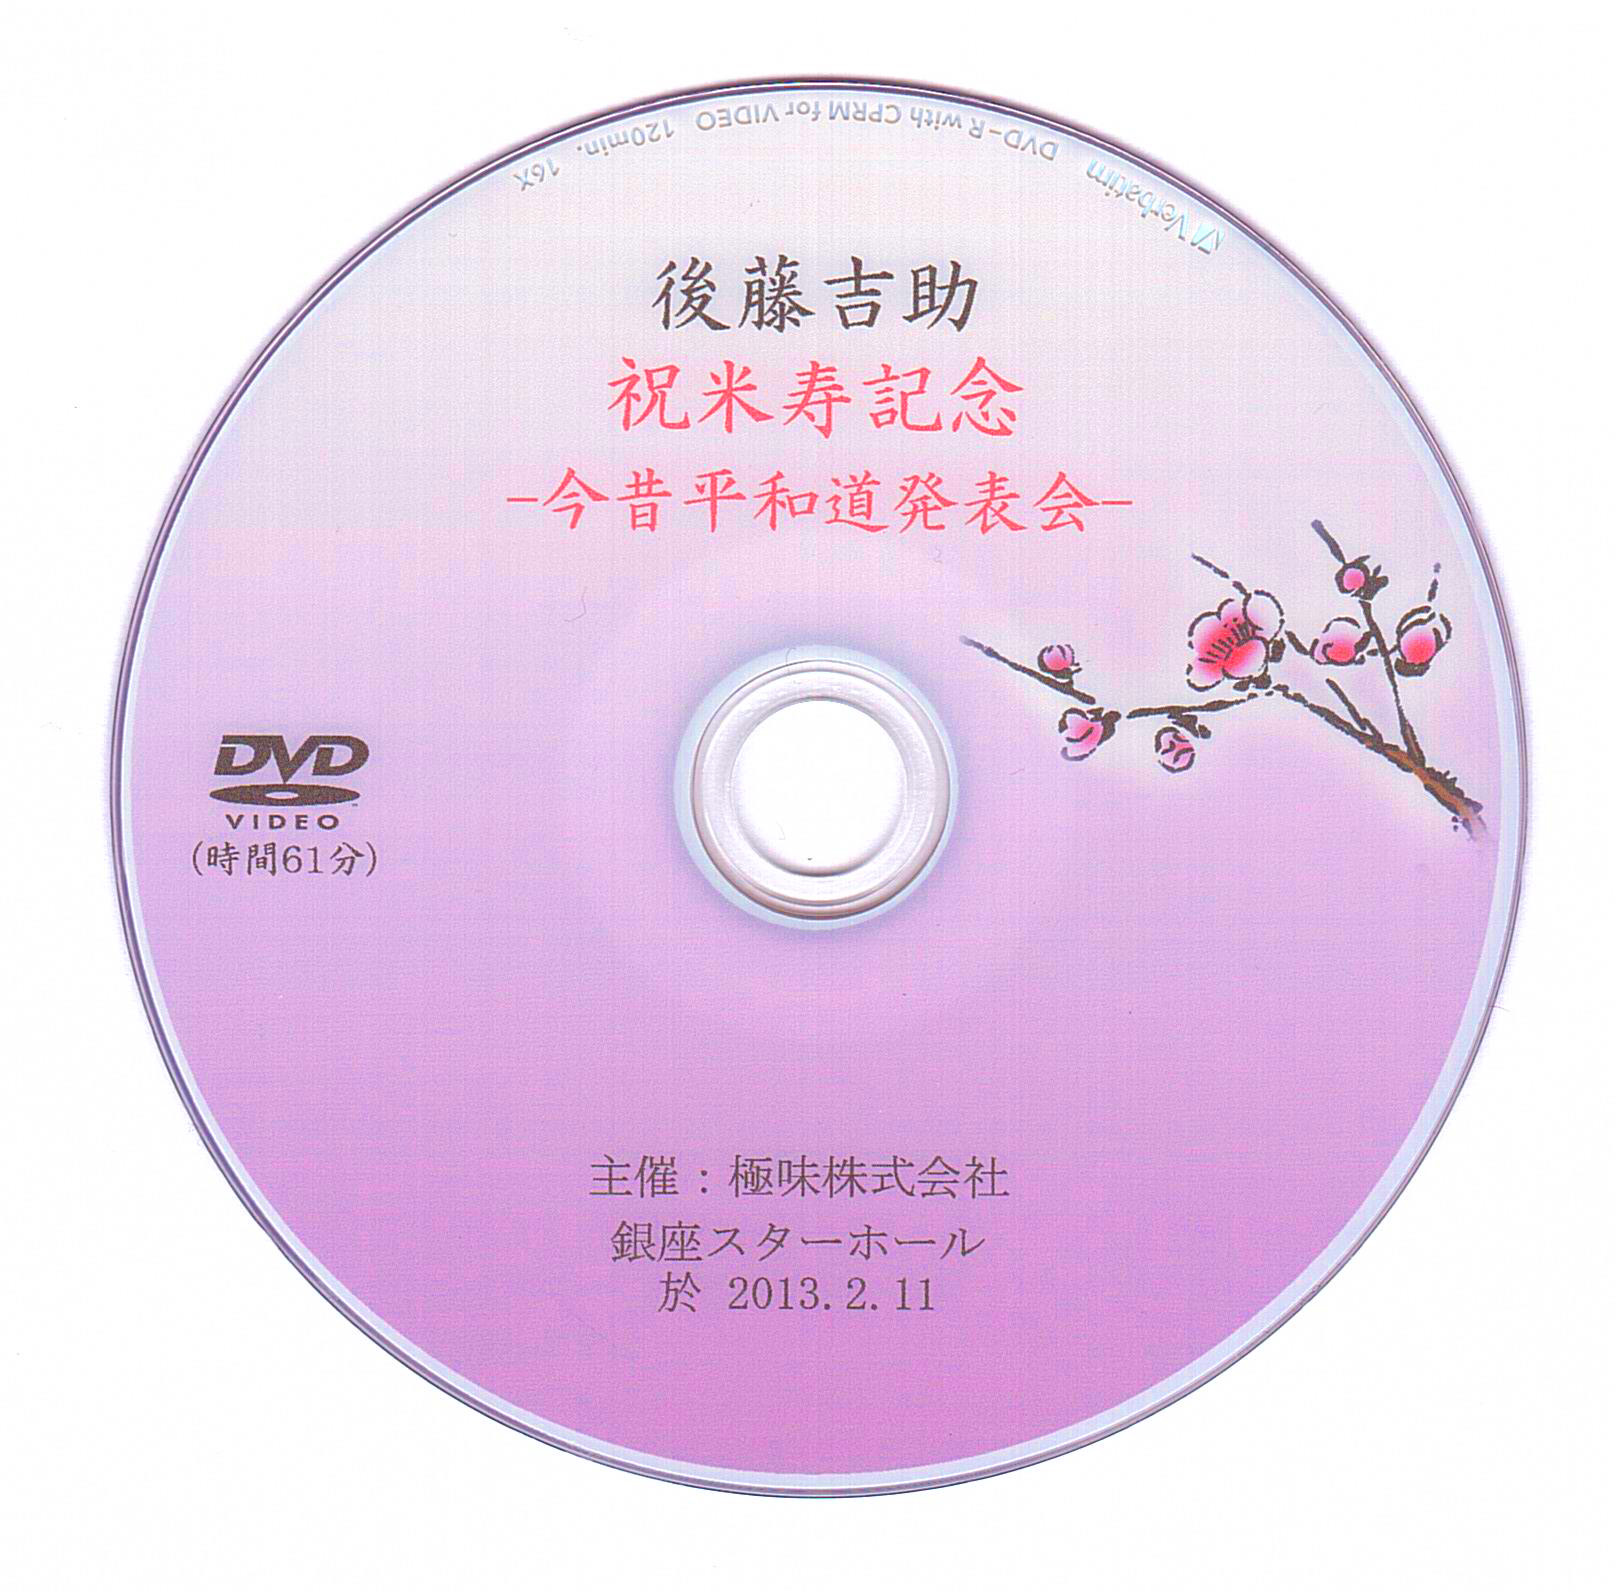 Verbatim DVD-R with CPRM for VIDEO 120min. 16X
後藤吉助
祝米寿記念
-今昔平和道発表会-
DVD
VIDEO
(時間61分)
主催：極味株式会社
銀座スターホール
於 2013.2.11